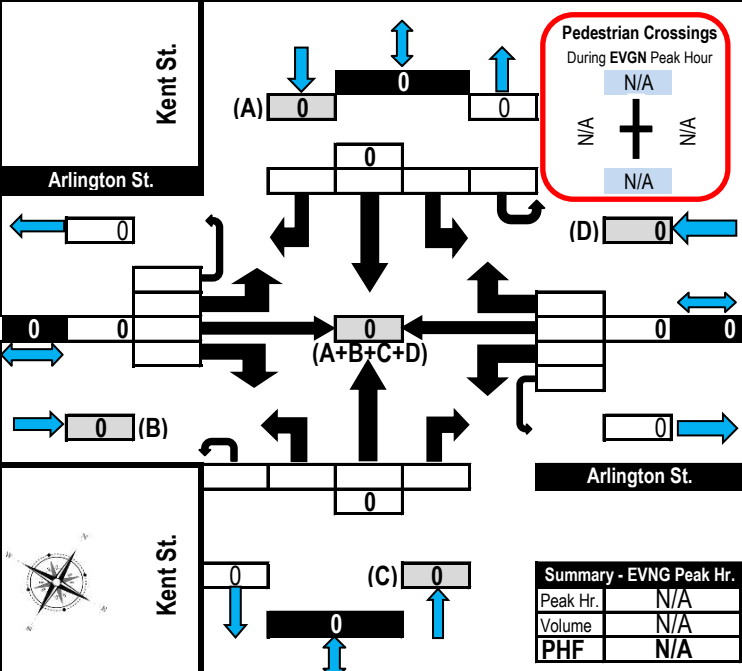 Kent St.
0
(A) 0
0
Pedestrian Crossings
During EVGN Peak Hour
N/A
N/A
N/A
N/A
0
Arlington St.
0
(D) 0
0 0
0
(A+B+C+D)
0 0
0 (B)
0
Arlington St.
0
Kent St.
0
(C) 0
0
Summary - EVNG Peak Hr.
Peak Hr. N/A
Volume N/A
PHF N/A